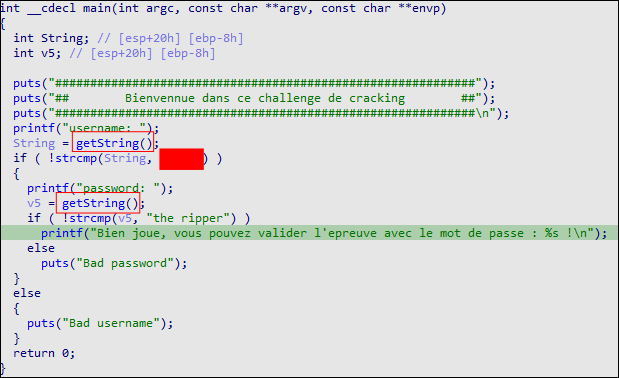 int __cdecl main(int argc, const char **argv, const char **envp)
{
int String; // [esp+20h] [ebp-8h]
int v5; // [esp+20h] [ebp-8h]
puts("############################################################");
puts("##        Bienvennue dans ce challenge de cracking        ##");
puts("############################################################\n");
printf("username: ");
String = getString();
if ( !strcmp(String, ) )
{
printf("password: ");
v5 = getString();
if ( !strcmp(v5, "the ripper") )
printf("Bien joue, vous pouvez valider l'epreuve avec le mot de passe : %s !\n");
else
puts("Bad password");
}
else
{
puts("Bad username");
}
return 0;
}